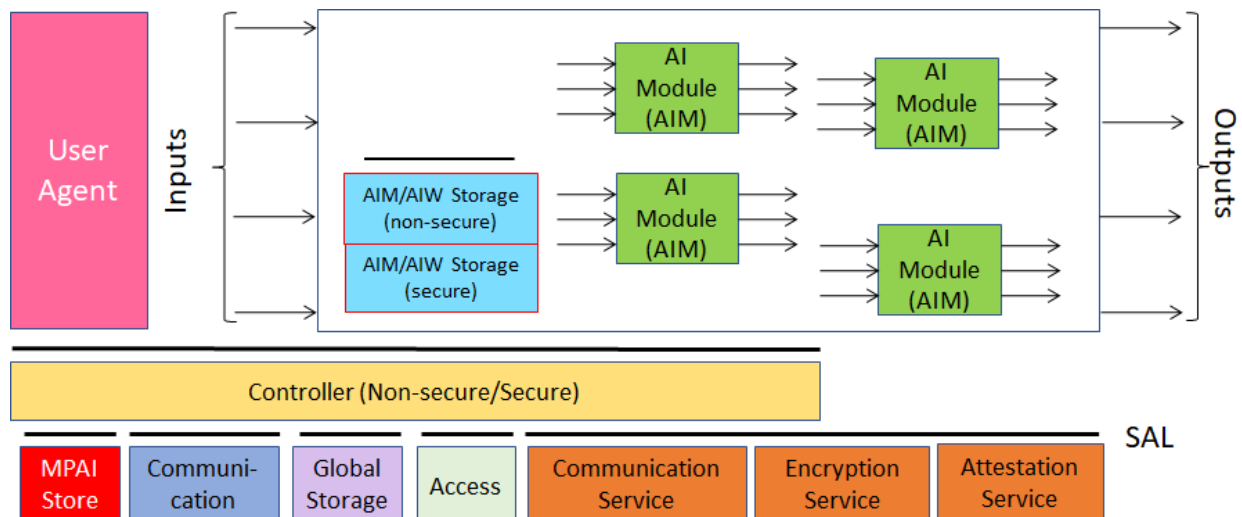 User
Agent
Inputs
AI
Module
(AIM)
AI
Module
(AIM)
AIM/AIW Storage
(non-secure)
AIM/AIW Storage
(secure)
AI
Module
(AIM)
AI
Module
(AIM)
Outputs
Controller (Non-secure/Secure)
SAL
MPAI
Store
Communi-
cation
Global
Storage
Access
Communication
Service
Encryption
Service
Attestation
Service